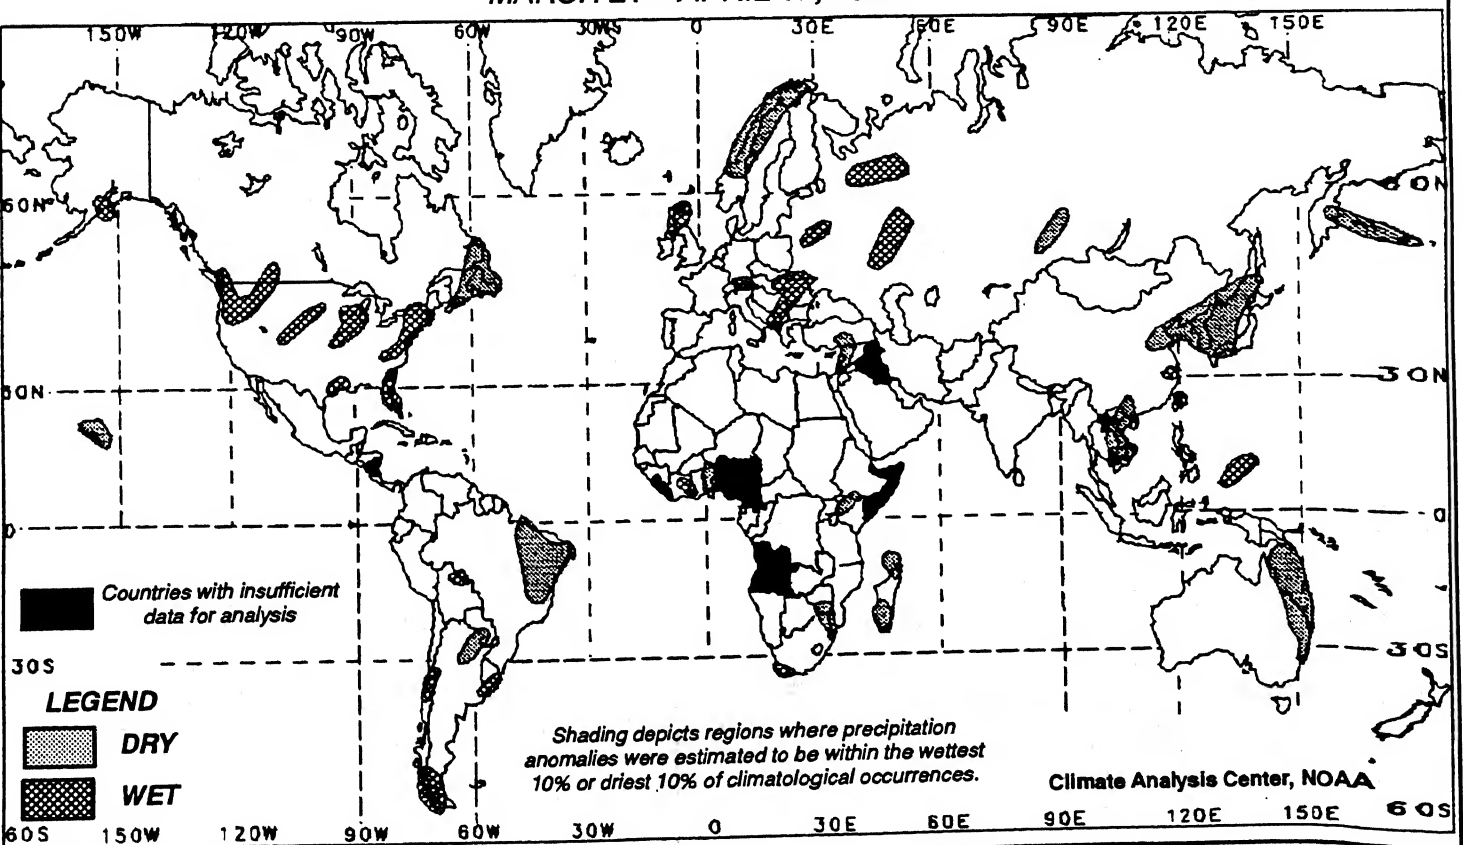 150W 120W 90W 60W 30W 0 30E 60E 90E 120E 150E
60N 60N
30N 30N
0 0
Countries with insufficient
data for analysis
30S 30S
LEGEND
DRY
WET
Shading depicts regions where precipitation
anomalies were estimated to be within the wettest
10% or driest 10% of climatological occurrences.
Climate Analysis Center, NOAA
60S 150W 120W 90W 60W 30W 0 30E 60E 90E 120E 150E 60S